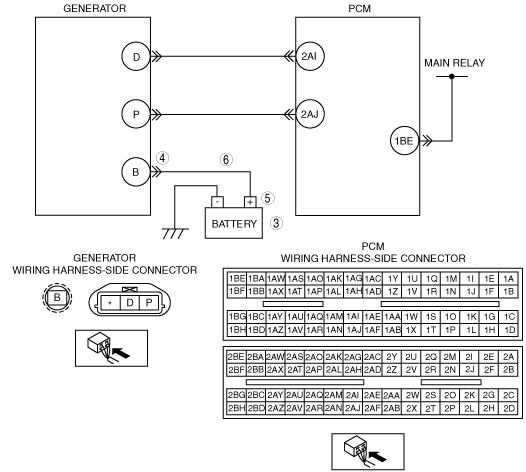 GENERATOR PCM
D 2AI
MAIN RELAY
P 2AJ
1BE
B 4 6
5
- +
BATTERY 3
GENERATOR
WIRING HARNESS-SIDE CONNECTOR
B * D P
PCM
WIRING HARNESS-SIDE CONNECTOR
1BE 1BA 1AW 1AS 1AO 1AK 1AG 1AC 1Y 1U 1Q 1M 1I 1E 1A
1BF 1BB 1AX 1AT 1AP 1AL 1AH 1AD 1Z 1V 1R 1N 1J 1F 1B
1BG 1BC 1AY 1AU 1AQ 1AM 1AI 1AE 1AA 1W 1S 1O 1K 1G 1C
1BH 1BD 1AZ 1AV 1AR 1AN 1AJ 1AF 1AB 1X 1T 1P 1L 1H 1D
2BE 2BA 2AW 2AS 2AO 2AK 2AG 2AC 2Y 2U 2Q 2M 2I 2E 2A
2BF 2BB 2AX 2AT 2AP 2AL 2AH 2AD 2Z 2V 2R 2N 2J 2F 2B
2BG 2BC 2AY 2AU 2AQ 2AM 2AI 2AE 2AA 2W 2S 2O 2K 2G 2C
2BH 2BD 2AZ 2AV 2AR 2AN 2AJ 2AF 2AB 2X 2T 2P 2L 2H 2D